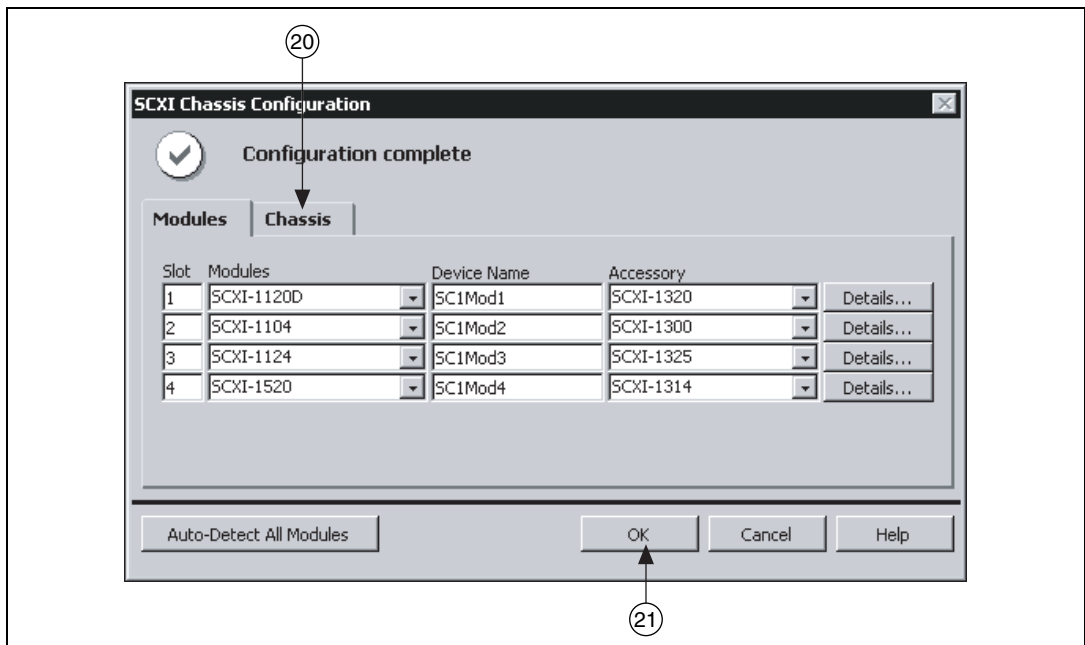 20
SCXI Chassis Configuration
Configuration complete
Modules Chassis
Slot Modules Device Name Accessory
1 SCXI-1120D SC1Mod1 SCXI-1320 Details...
2 SCXI-1104 SC1Mod2 SCXI-1300 Details...
3 SCXI-1124 SC1Mod3 SCXI-1325 Details...
4 SCXI-1520 SC1Mod4 SCXI-1314 Details...
Auto-Detect All Modules OK Cancel Help
21